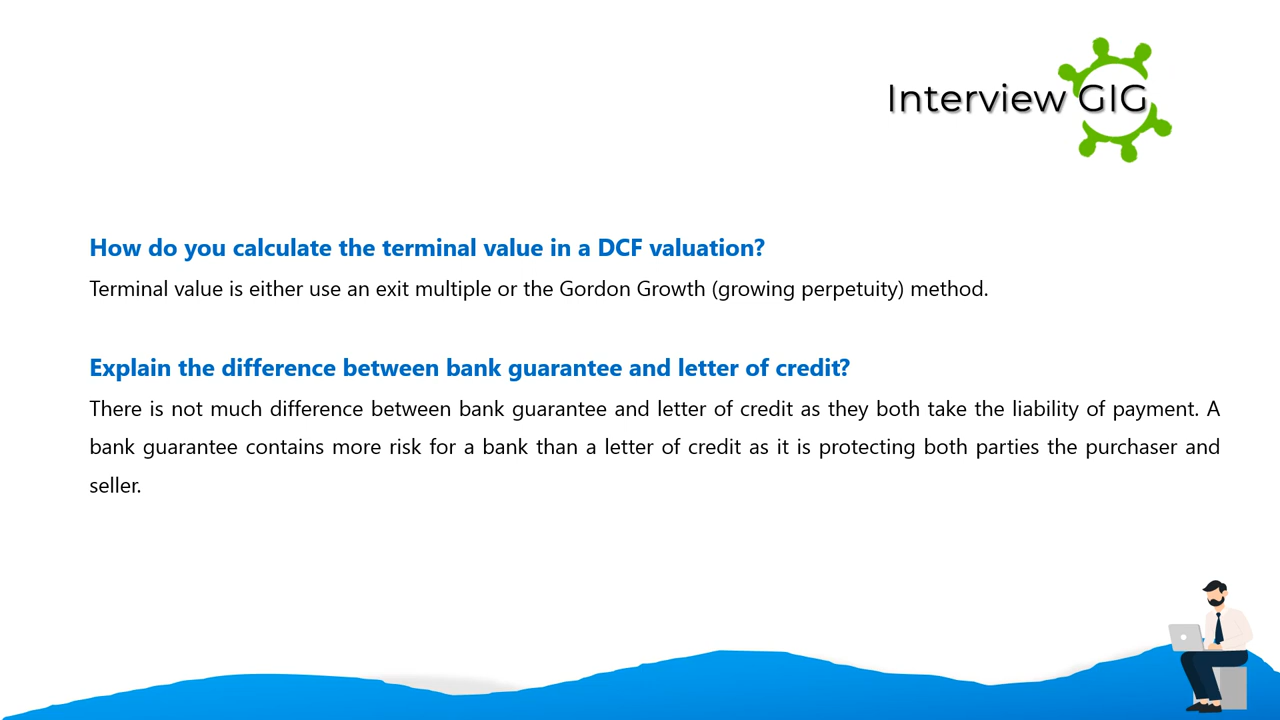 Interview GIG
How do you calculate the terminal value in a DCF valuation?
Terminal value is either use an exit multiple or the Gordon Growth (growing perpetuity) method.
Explain the difference between bank guarantee and letter of credit?
There is not much difference between bank guarantee and letter of credit as they both take the liability of payment. A
bank guarantee contains more risk for a bank than a letter of credit as it is protecting both parties the purchaser and
seller.